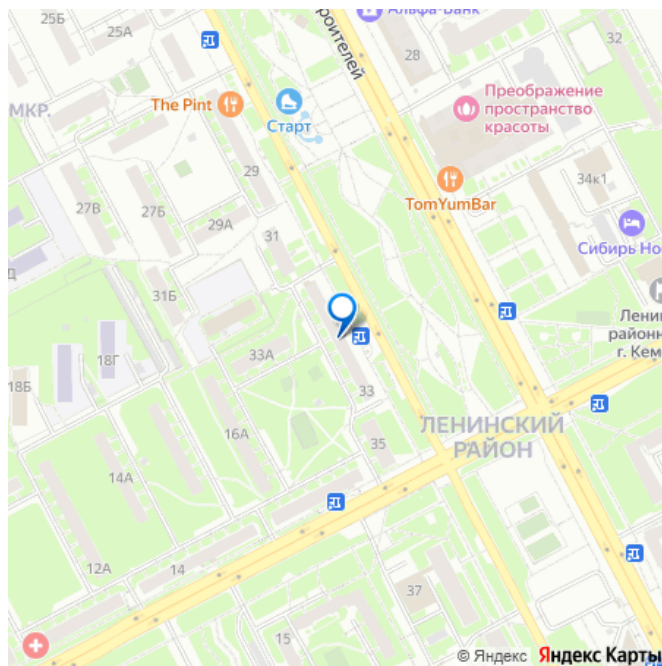 25Б
25А
Альфа-Банк
роителей
28
32
МКР.
The Pint
Старт
Преображение
пространство
красоты
29
34к1
TomYumBar
27В
27Б
29А
31
Сибирь Но
Д
31Б
Лени
районн
г. Кем
18Г
33А
18Б
33
16А
ЛЕНИНСКИЙ
РАЙОН
35
14А
12А
14
37
15
© Яндекс Яндекс Карты